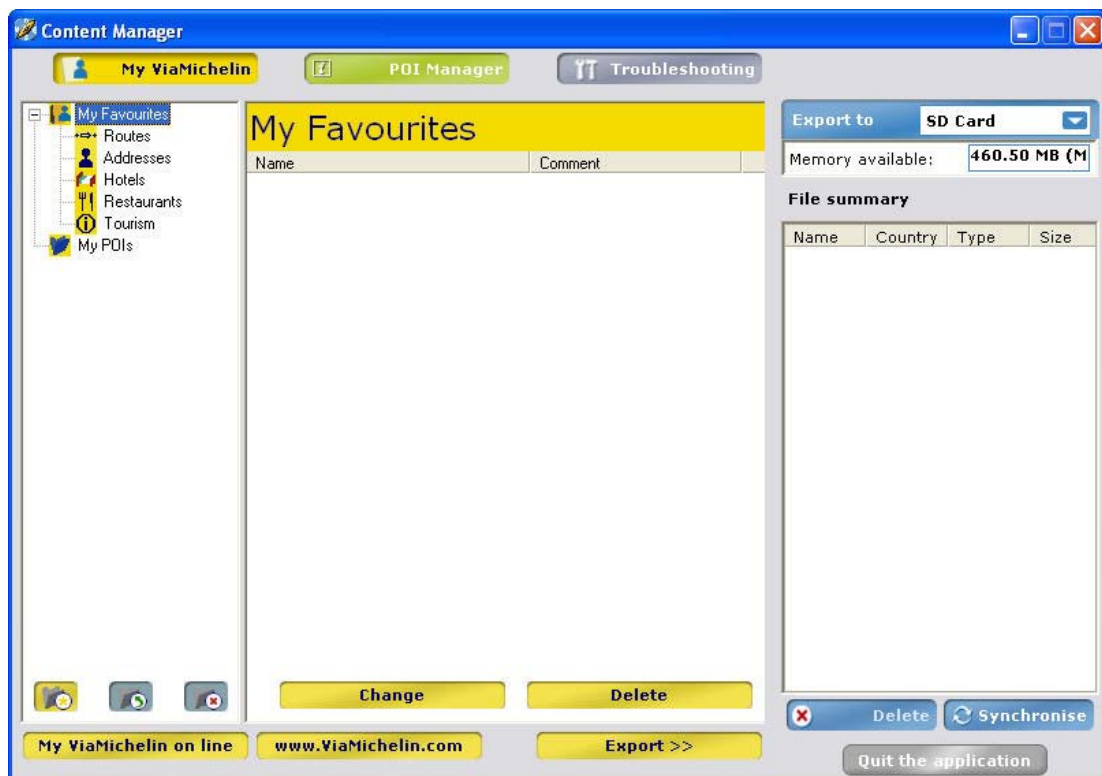 Content Manager
My ViaMichelin
POI Manager
Troubleshooting
My Favourites
Routes
Addresses
Hotels
Restaurants
Tourism
My POIs
My Favourites
Name Comment
Change
Delete
Export to SD Card
Memory available: 460.50 MB (M
File summary
Name Country Type Size
Delete
Synchronise
My ViaMichelin on line
www.ViaMichelin.com
Export >>
Quit the application